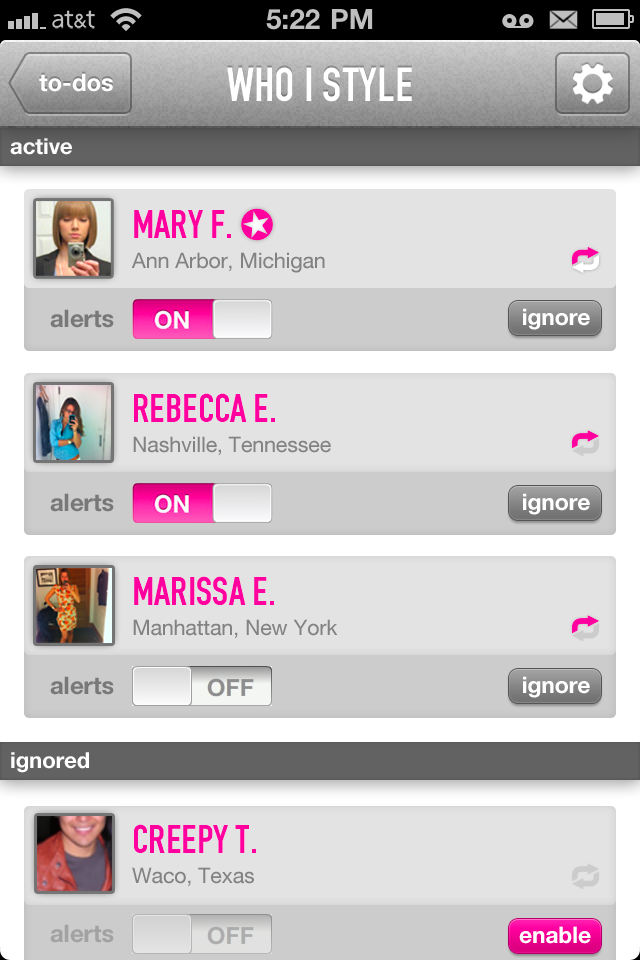 at&t 5:22 PM
to-dos WHO I STYLE
active
MARY F.
Ann Arbor, Michigan
alerts ON ignore
REBECCA E.
Nashville, Tennessee
alerts ON ignore
MARISSA E.
Manhattan, New York
alerts OFF ignore
ignored
CREEPY T.
Waco, Texas
alerts OFF enable